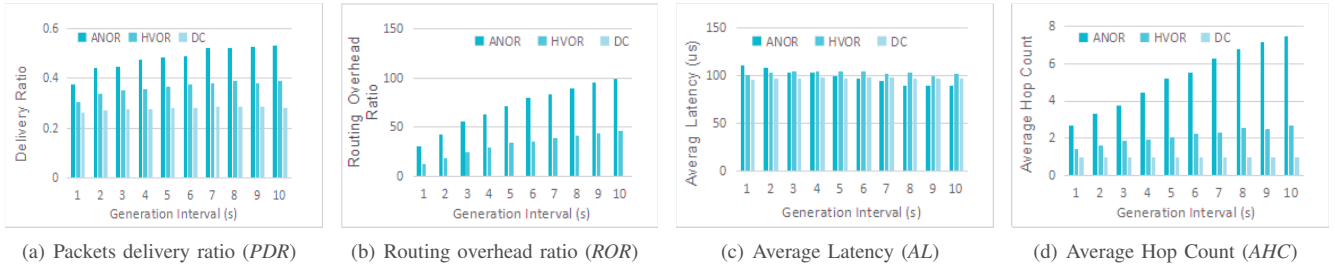 0.6
0.4
0.2
0
ANOR HVOR DC
Delivery Ratio
1 2 3 4 5 6 7 8 9 10
Generation Interval (s)
(a) Packets delivery ratio (PDR)
150
100
50
0
ANOR HVOR DC
Routing Overhead
Ratio
1 2 3 4 5 6 7 8 9 10
Generation Interval (s)
(b) Routing overhead ratio (ROR)
150
100
50
0
ANOR HVOR DC
Averag Latency (us)
1 2 3 4 5 6 7 8 9 10
Generation Interval (s)
(c) Average Latency (AL)
8
6
4
2
0
ANOR HVOR DC
Average Hop Count
1 2 3 4 5 6 7 8 9 10
Generation Interval (s)
(d) Average Hop Count (AHC)